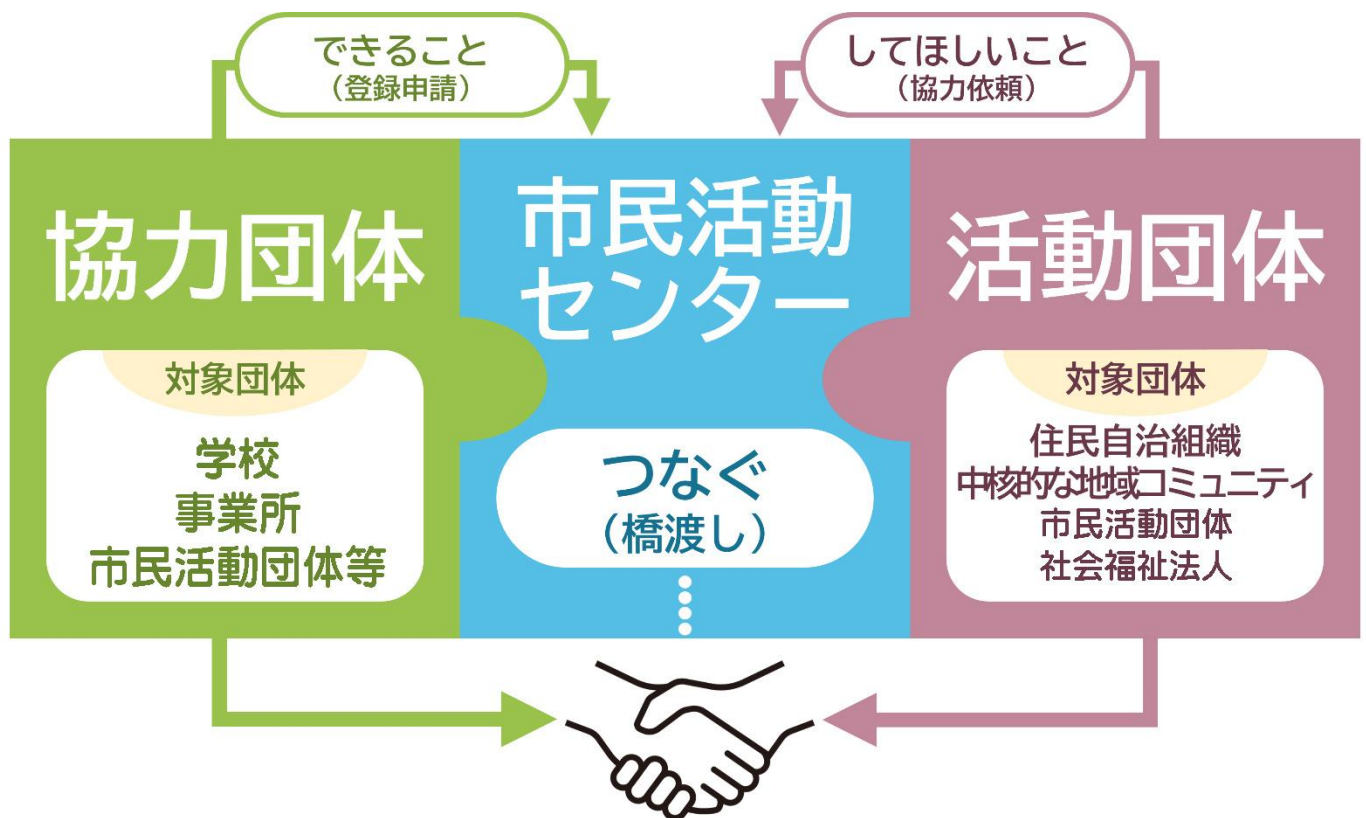 できること
(登録申請)
してほしいこと
(協力依頼)
協力団体
対象団体
学校
事業所
市民活動団体等
市民活動
センター
つなぐ
(橋渡し)
活動団体
対象団体
住民自治組織
中核的な地域コミュニティ
市民活動団体
社会福祉法人